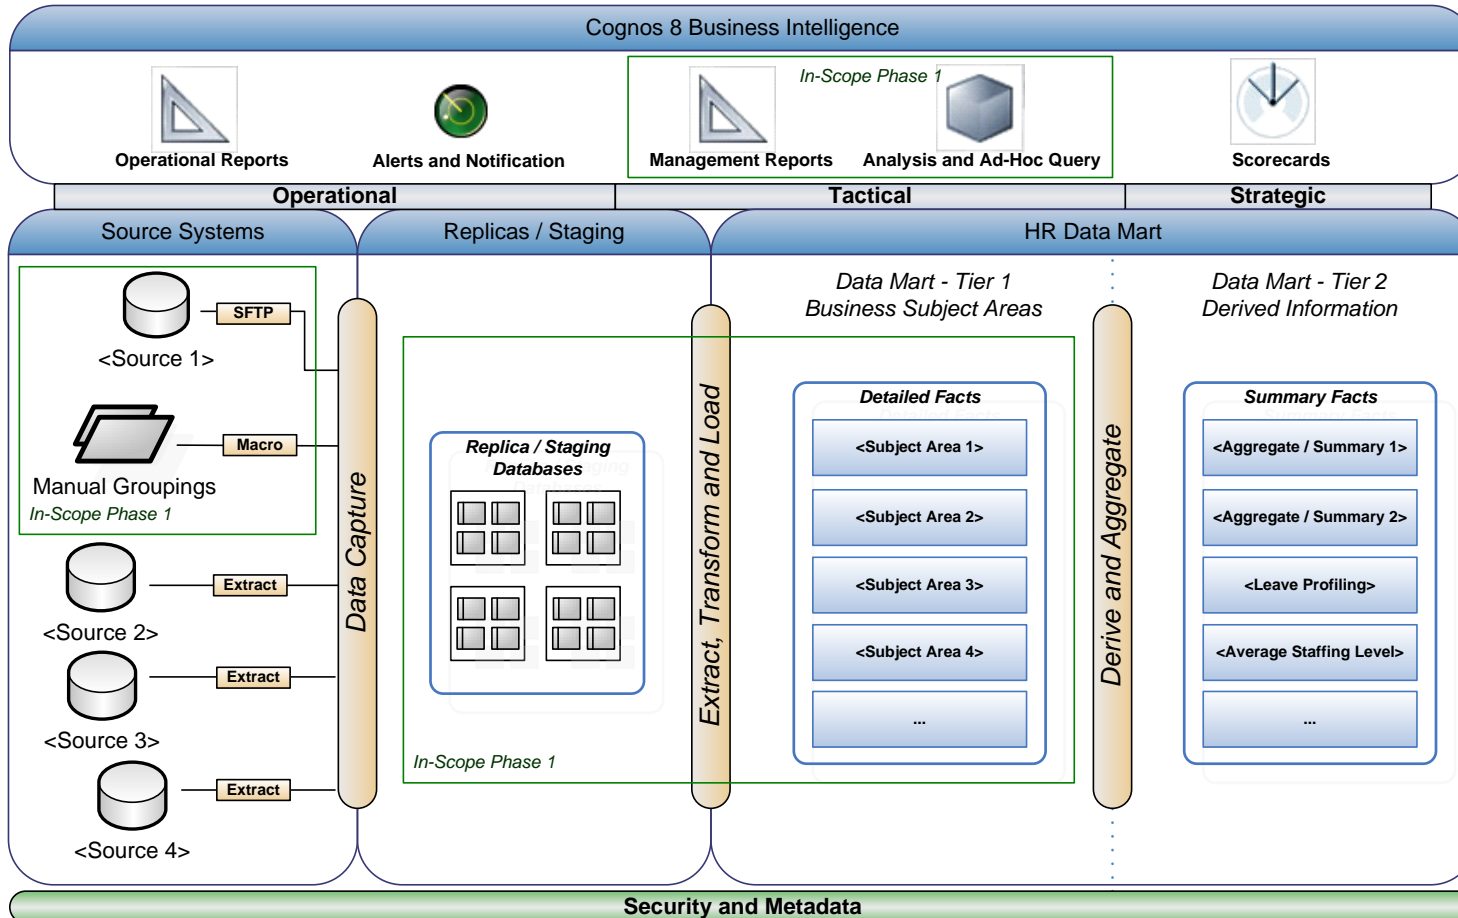 Cognos 8 Business Intelligence
In-Scope Phase 1
Operational Reports
Alerts and Notification
Management Reports
Analysis and Ad-Hoc Query
Scorecards
Operational
Tactical
Strategic
Source Systems
Replicas / Staging
HR Data Mart
Data Mart - Tier 1
Business Subject Areas
Data Mart - Tier 2
Derived Information
SFTP
<Source 1>
Macro
Manual Groupings
In-Scope Phase 1
Extract
<Source 2>
Extract
<Source 3>
Extract
<Source 4>
Data Capture
Replica / Staging
Databases
In-Scope Phase 1
Extract, Transform and Load
Detailed Facts
Detailed Facts
<Subject Area 1>
<Subject Area 2>
<Subject Area 3>
<Subject Area 4>
...
Derive and Aggregate
Summary Facts
Summary Facts
<Aggregate / Summary 1>
<Aggregate / Summary 2>
<Leave Profiling>
<Average Staffing Level>
...
Security and Metadata